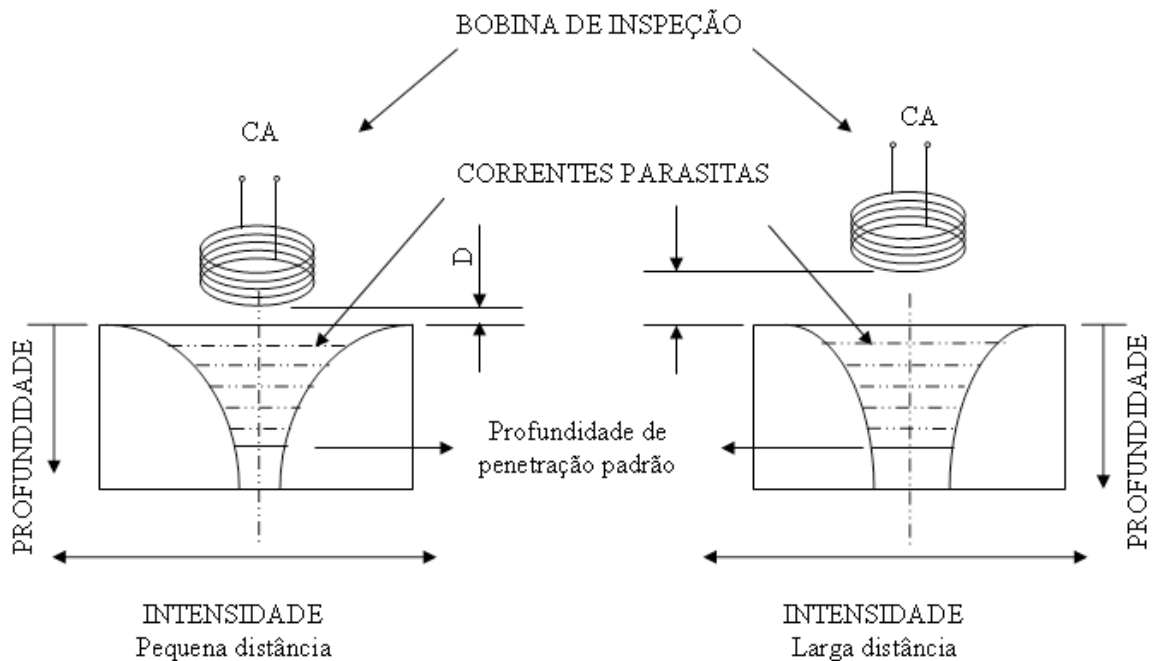 BOBINA DE INSPEÇÃO
CA
CA
CORRENTES PARASITAS
D
PROFUNDIDADE
PROFUNDIDADE
Profundidade de
penetração padrão
INTENSIDADE
Pequena distância
INTENSIDADE
Larga distância